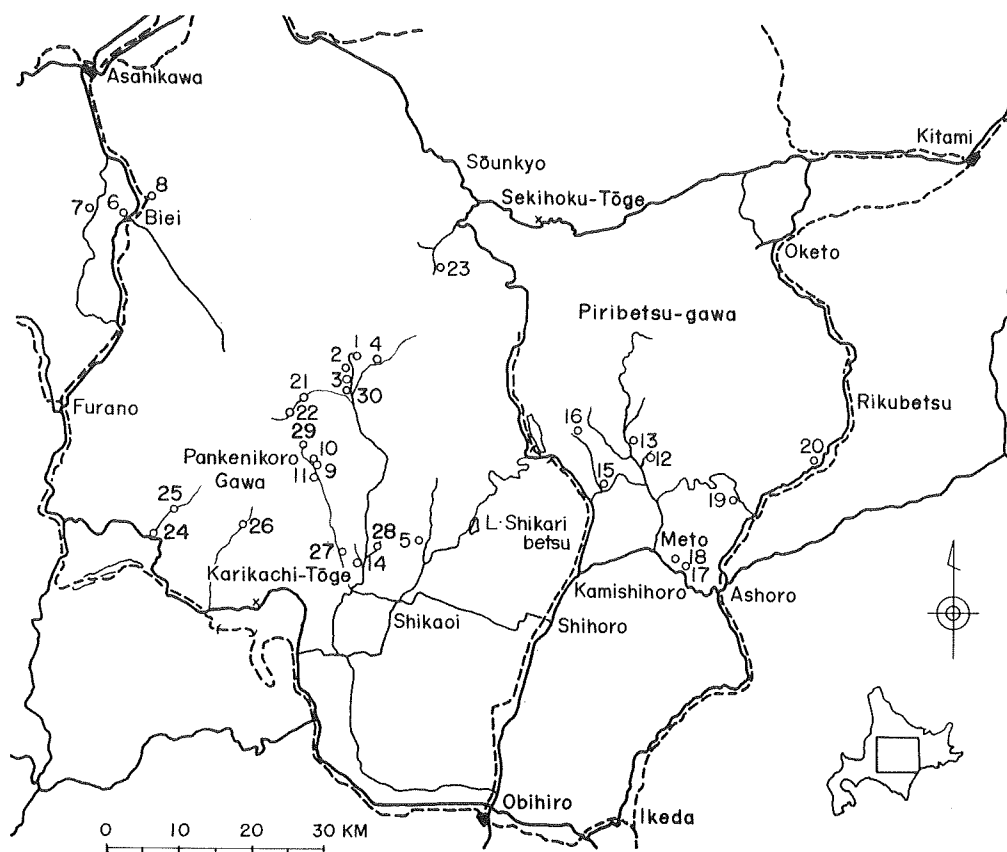 Asahikawa
Kitami
Sōunkyo
8
Sekihoku-Tōge
7
6
Biei
Oketo
23
Piribetsu-gawa
1
4
2
3
21
30
22
Furano
Rikubetsu
16
29
13
10
12
20
Pankenikoro
9
Gawa
11
15
25
19
26
L. Shikari
betsu
24
28
5
Meto
27
14
18
17
Karikachi-Tōge
Kamishihoro
Ashoro
Shikaoi
Shihoro
Obihiro
Ikeda
0 10 20 30 KM